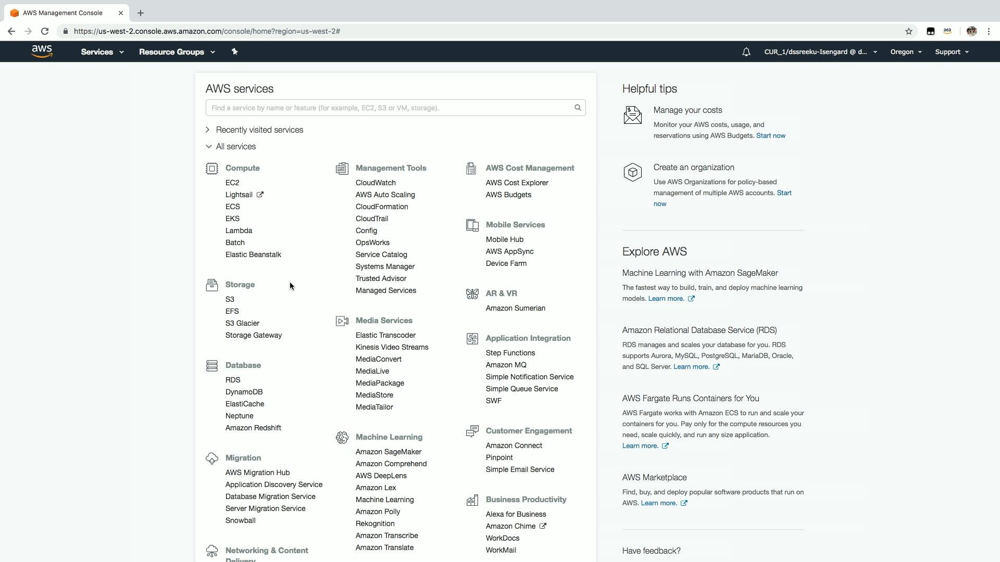 AWS Management Console
https://us-west-2.console.aws.amazon.com/console/home?region=us-west-2#
aea
aws
Services
Resource Groups
CUR_1/dssreeku-Isengard @ d...
Oregon
Support
AWS services
Find a service by name or feature (for example, EC2, S3 or VM, storage).
Recently visited services
All services
Compute
EC2
Lightsail
ECS
EKS
Lambda
Batch
Elastic Beanstalk
Storage
S3
EFS
S3 Glacier
Storage Gateway
Database
RDS
DynamoDB
ElastiCache
Neptune
Amazon Redshift
Migration
AWS Migration Hub
Application Discovery Service
Database Migration Service
Server Migration Service
Snowball
Networking & Content
Delivery
Management Tools
CloudWatch
AWS Auto Scaling
CloudFormation
CloudTrail
Config
OpsWorks
Service Catalog
Systems Manager
Trusted Advisor
Managed Services
Media Services
Elastic Transcoder
Kinesis Video Streams
MediaConvert
MediaLive
MediaPackage
MediaStore
MediaTailor
Machine Learning
Amazon SageMaker
Amazon Comprehend
AWS DeepLens
Amazon Lex
Machine Learning
Amazon Polly
Rekognition
Amazon Transcribe
Amazon Translate
AWS Cost Management
AWS Cost Explorer
AWS Budgets
Mobile Services
Mobile Hub
AWS AppSync
Device Farm
AR & VR
Amazon Sumerian
Application Integration
Step Functions
Amazon MQ
Simple Notification Service
Simple Queue Service
SWF
Customer Engagement
Amazon Connect
Pinpoint
Simple Email Service
Business Productivity
Alexa for Business
Amazon Chime
WorkDocs
WorkMail
Helpful tips
Manage your costs
Monitor your AWS costs, usage, and
reservations using AWS Budgets. Start now
Create an organization
Use AWS Organizations for policy-based
management of multiple AWS accounts. Start
now
Explore AWS
Machine Learning with Amazon SageMaker
The fastest way to build, train, and deploy machine learning
models. Learn more.
Amazon Relational Database Service (RDS)
RDS manages and scales your database for you. RDS
supports Aurora, MySQL, PostgreSQL, MariaDB, Oracle,
and SQL Server. Learn more.
AWS Fargate Runs Containers for You
AWS Fargate works with Amazon ECS to run and scale your
containers for you. Pay only for the compute resources you
need, scale quickly, and run any size application.
Learn more.
AWS Marketplace
Find, buy, and deploy popular software products that run on
AWS. Learn more.
Have feedback?